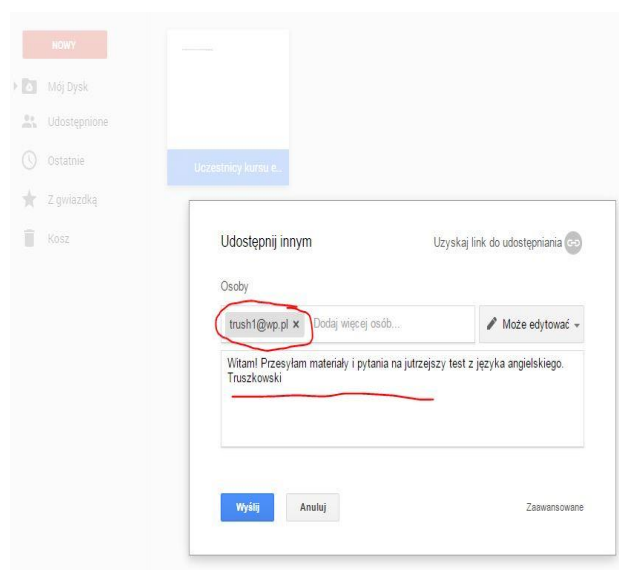 NOWY
Mój Dysk
Udostępnione
Ostatnie
Z gwiazdką
Kosz
Uczestnicy kursu e...
Udostępnij innym
Uzyskaj link do udostępniania
Osoby
trush1@wp.pl × Dodaj więcej osób...
Może edytować
Witam! Przesyłam materiały i pytania na jutrzejszy test z języka angielskiego.
Truszkowski
Wyślij
Anuluj
Zaawansowane